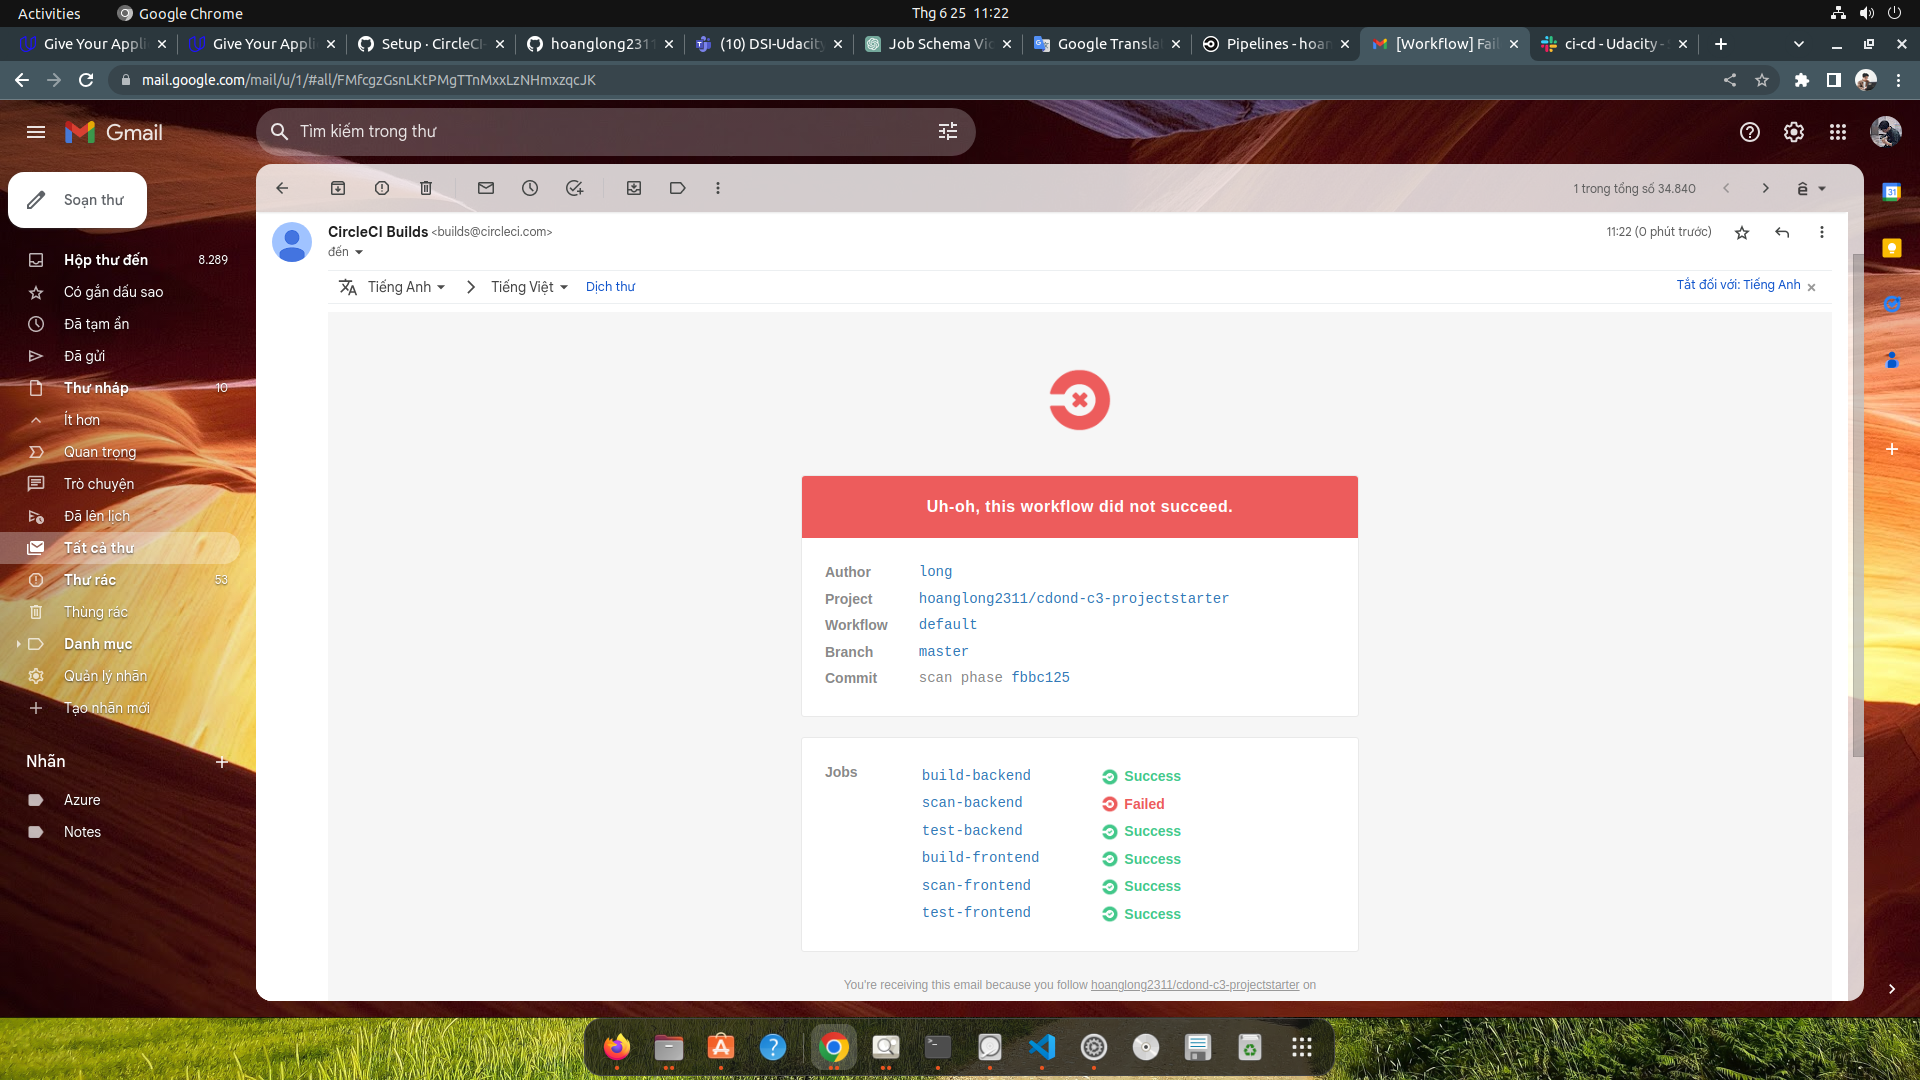 Activities
Google Chrome
Thg 6 25 11:22
Give Your Appli
Give Your Appli
Setup · CircleCI
hoanglong2311
(10) DSI-Udacity
Job Schema Vio
Google Transla
Pipelines - hoan
[Workflow] Fail
ci-cd - Udacity -
mail.google.com/mail/u/1/#all/FMfcgzGsnLKtPMgTTnMxxLzNHmxzqcJK
Gmail
Tìm kiếm trong thư
Soạn thư
1 trong tổng số 34.840
Hộp thư đến 8.289
Có gắn dấu sao
Đã tạm ẩn
Đã gửi
Thư nháp 10
Ít hơn
Quan trọng
Trò chuyện
Đã lên lịch
Tất cả thư
Thư rác 53
Thùng rác
Danh mục
Quản lý nhãn
Tạo nhãn mới
Nhãn
Azure
Notes
CircleCI Builds <builds@circleci.com>
11:22 (0 phút trước)
đến
Tiếng Anh
Tiếng Việt
Dịch thư
Tắt đối với: Tiếng Anh
Uh-oh, this workflow did not succeed.
Author long
Project hoanglong2311/cdond-c3-projectstarter
Workflow default
Branch master
Commit scan phase fbbc125
Jobs
build-backend Success
scan-backend Failed
test-backend Success
build-frontend Success
scan-frontend Success
test-frontend Success
You're receiving this email because you follow hoanglong2311/cdond-c3-projectstarter on
31